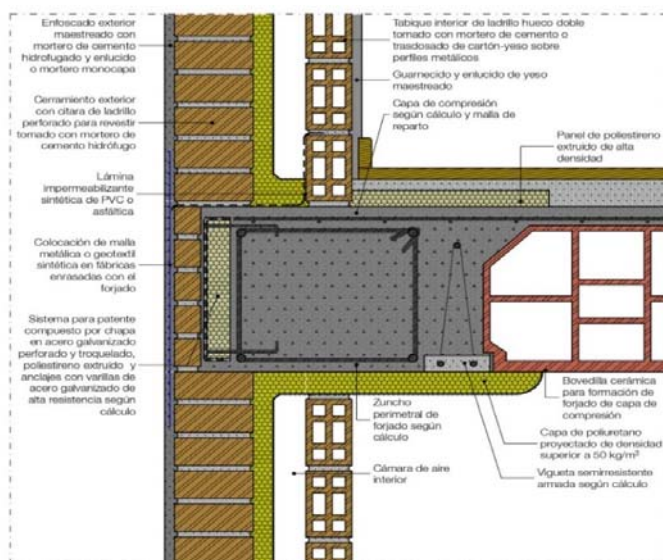 Enfoscado exterior
maestreado con
mortero de cemento
hidrofugado y enlucido
o mortero monocapa
Cerramiento exterior
con citara de ladrillo
perforado para revestir
tomado con mortero de
cemento hidrófugo
Lámina
impermeabilizante
sintética de PVC o
asfáltica
Colocación de malla
metálica o geotextil
sintética en fábricas
enrasadas con el
forjado
Sistema para patente
compuesto por chapa
en acero galvanizado
perforado y troquelado,
poliestireno extruido y
anclajes con varillas de
acero galvanizado de
alta resistencia según
cálculo
Tabique interior de ladrillo hueco doble
tomado con mortero de cemento o
trasdosado de cartón-yeso sobre
perfiles metálicos
Guarnecido y enlucido de yeso
maestreado
Capa de compresión
según cálculo y malla de
reparto
Panel de poliestireno
extruido de alta
densidad
Zuncho
perimetral de
forjado según
cálculo
Cámara de aire
interior
Bovedilla cerámica
para formación de
forjado de capa de
compresión
Capa de poliuretano
proyectado de densidad
superior a 50 kg/m³
Vigueta semirresistente
armada según cálculo